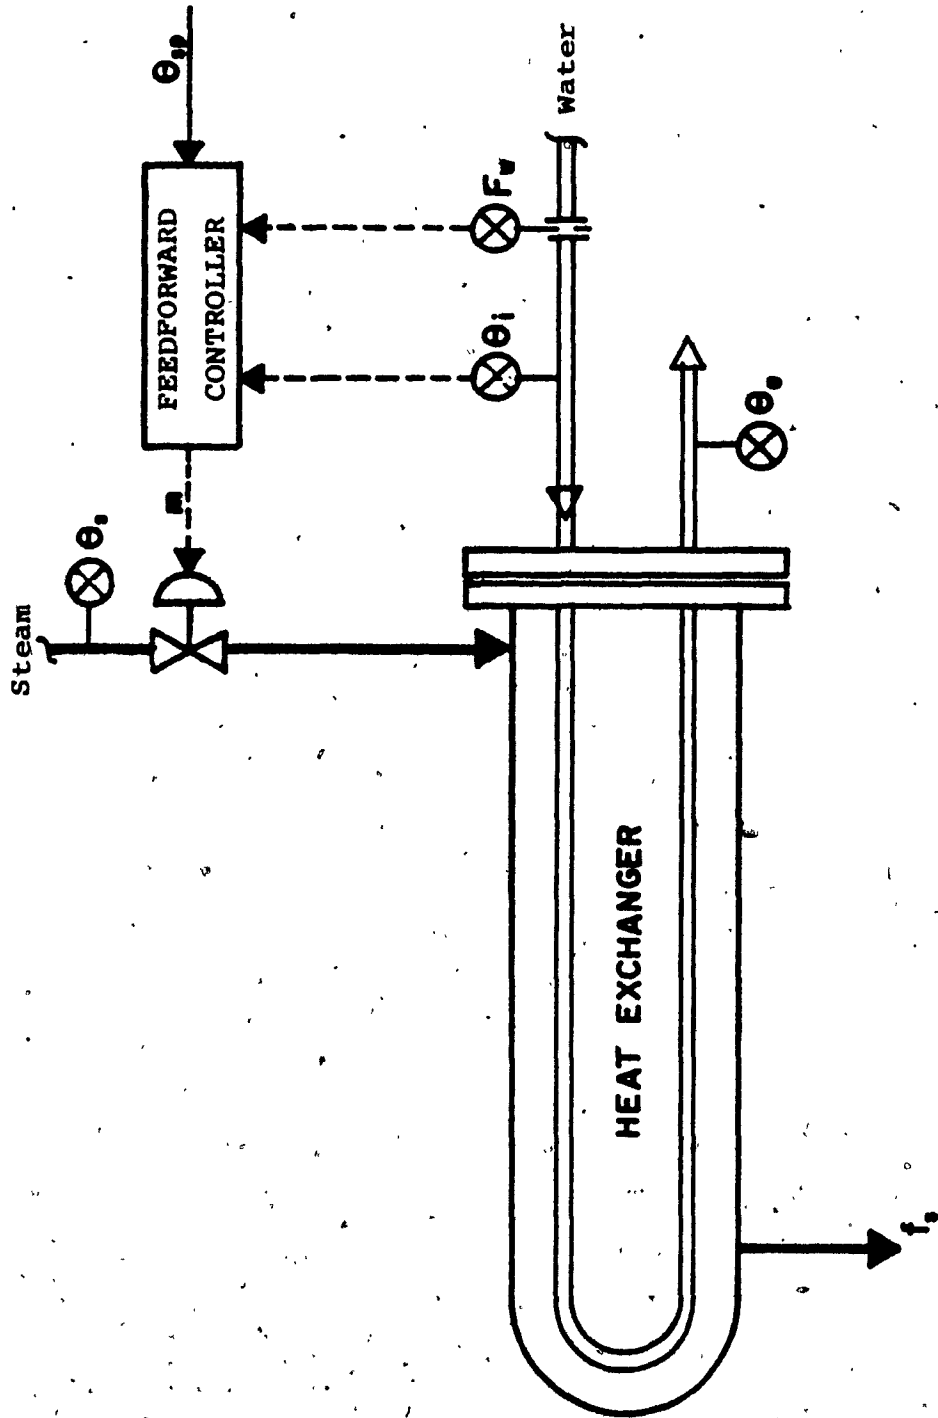 Steam
θs
m
FEEDFORWARD
CONTROLLER
θsp
θi
Fw
Water
θo
HEAT EXCHANGER
fs